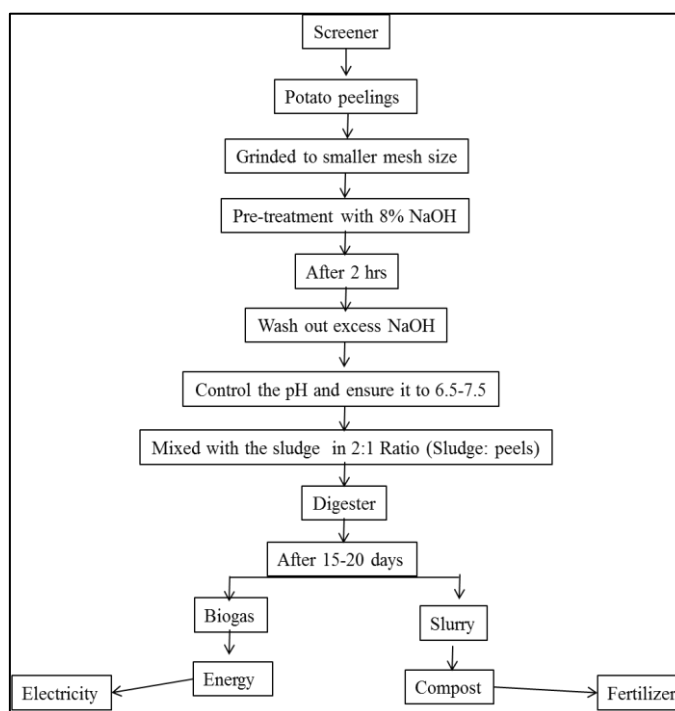 Screener
Potato peelings
Grinded to smaller mesh size
Pre-treatment with 8% NaOH
After 2 hrs
Wash out excess NaOH
Control the pH and ensure it to 6.5-7.5
Mixed with the sludge in 2:1 Ratio (Sludge: peels)
Digester
After 15-20 days
Biogas
Slurry
Energy
Compost
Electricity
Fertilizer